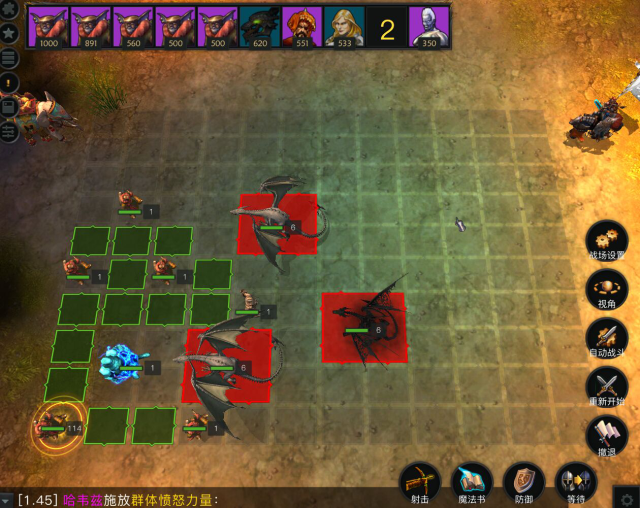 1000 891 560 500 500 620 551 533 2 350
1
6
1 1
1
6
1 6
114 1
战场设置
视角
自动战斗
重新开始
撤退
射击 魔法书 防御 等待
[1.45] 哈韦兹施放群体愤怒力量: